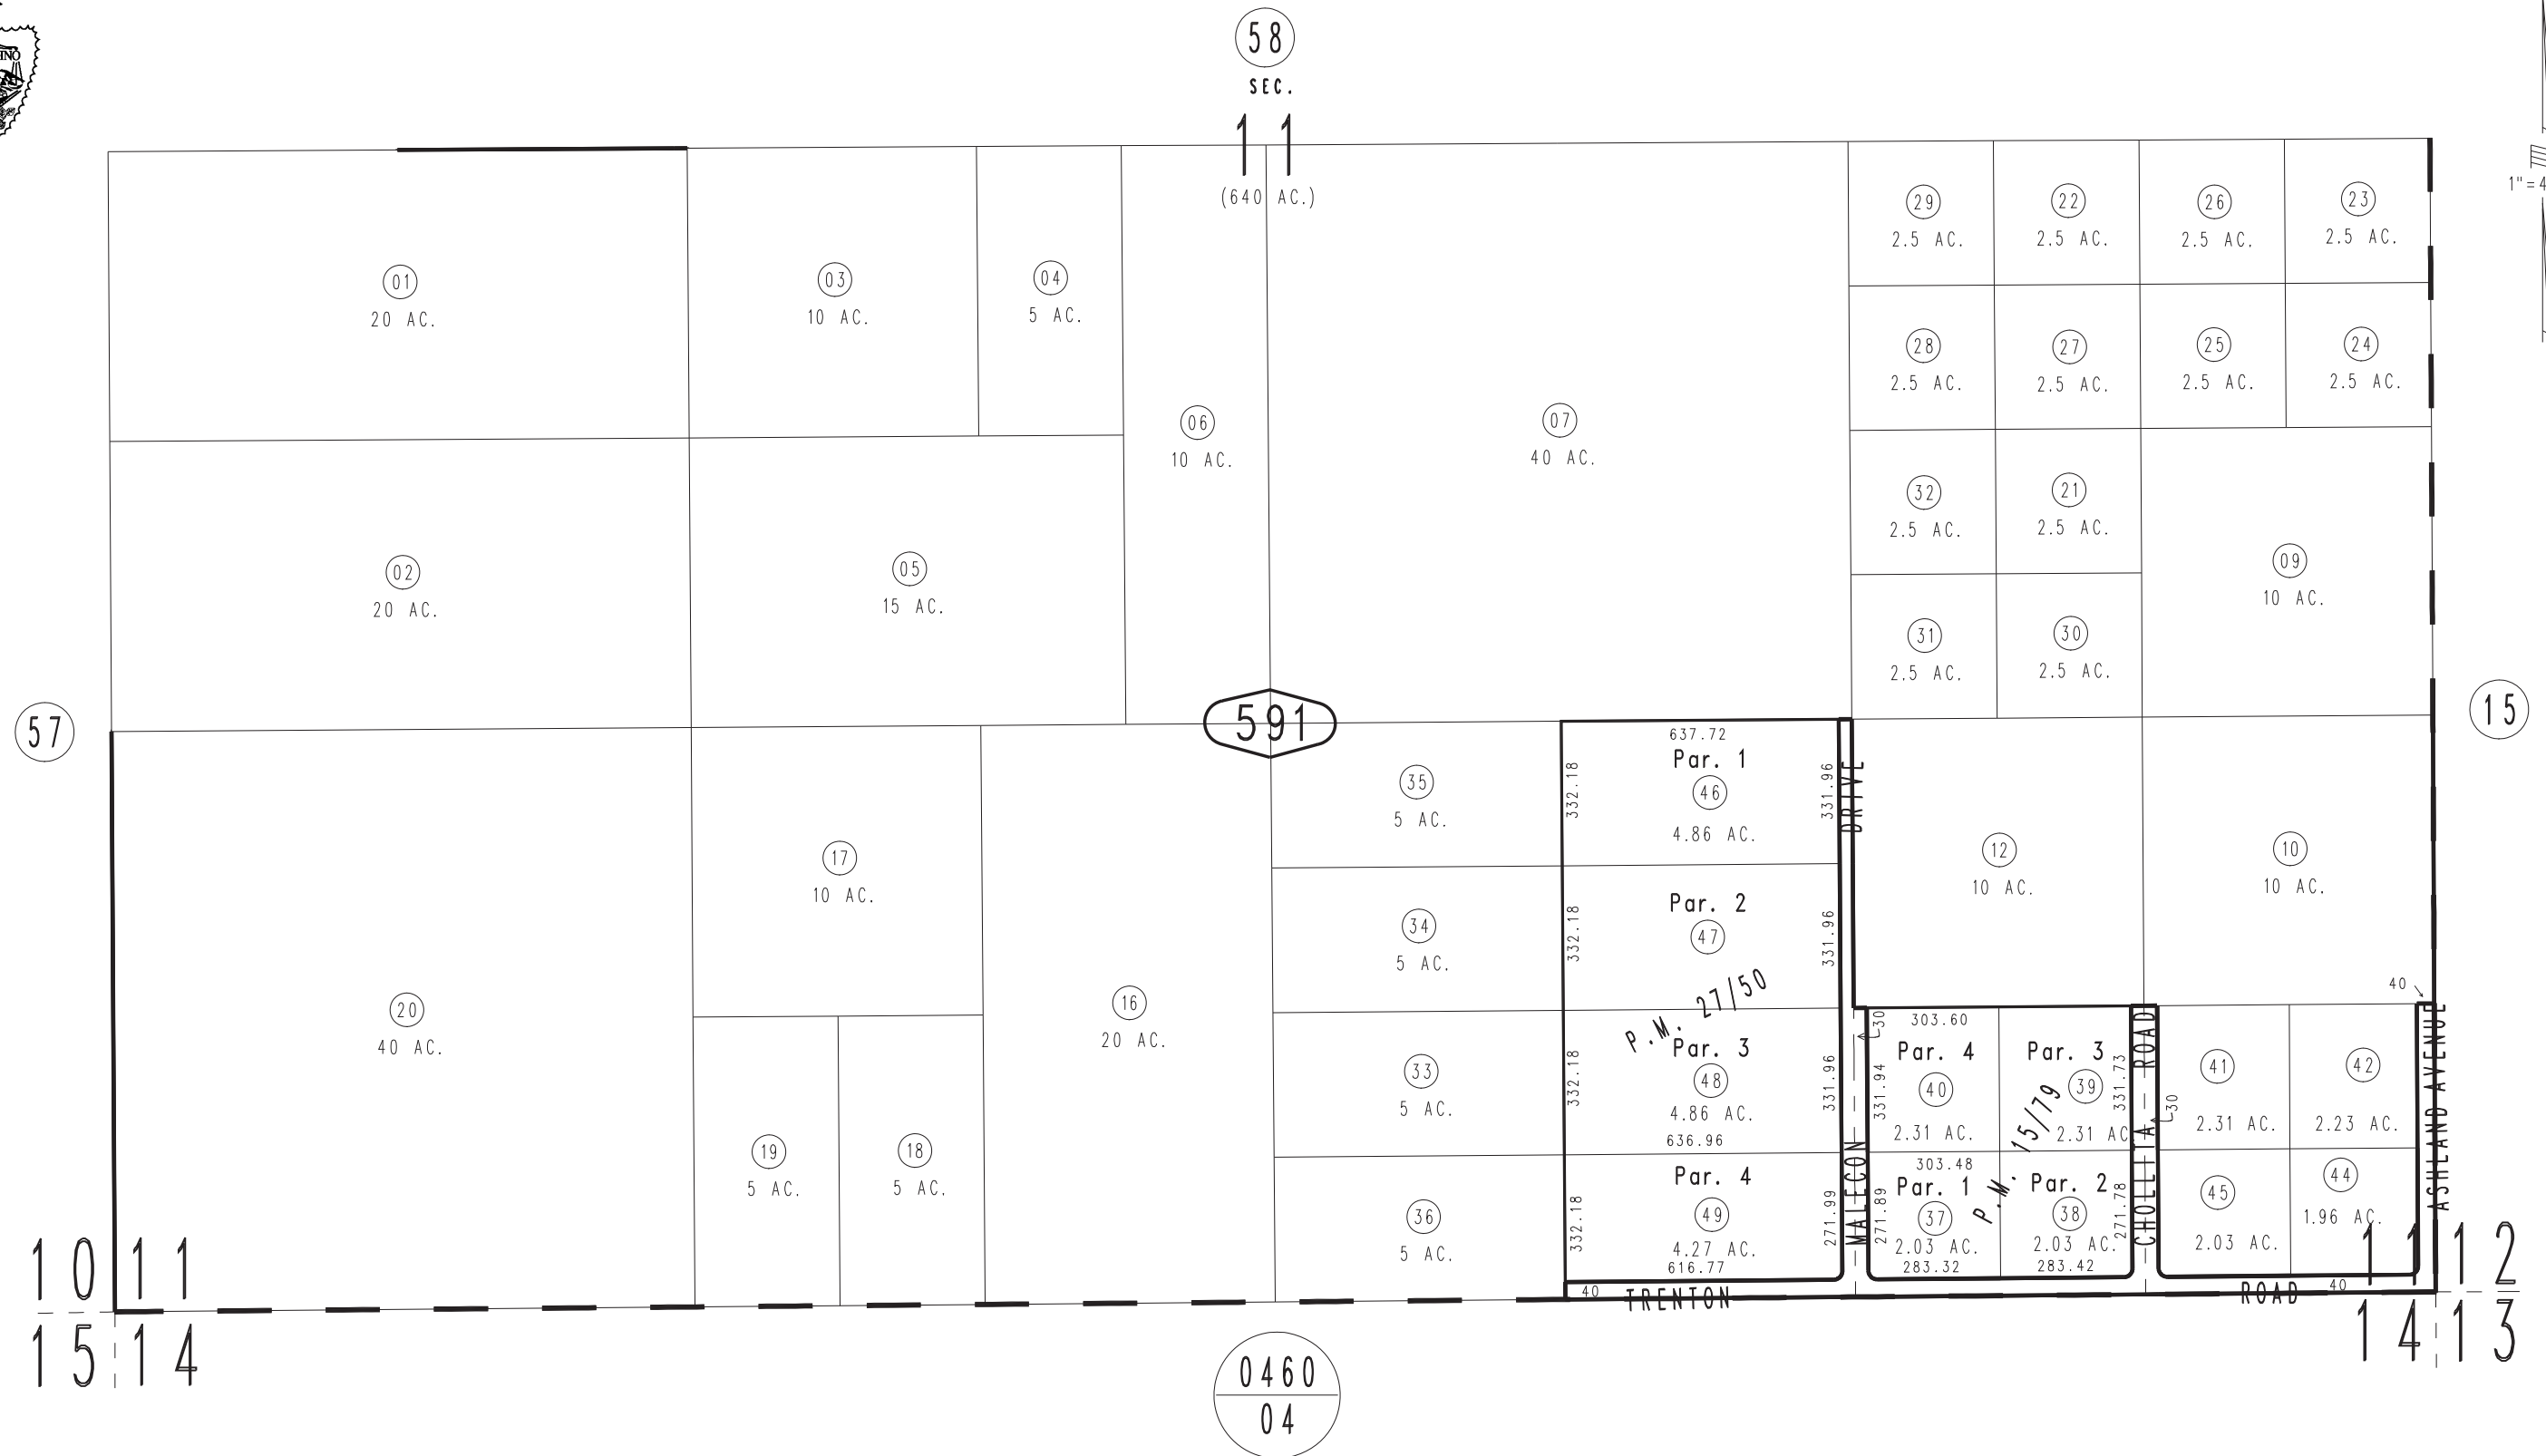 58
SEC.
11
(640 AC.)
1"=4
01
20 AC.
03
10 AC.
04
5 AC.
06
10 AC.
07
40 AC.
29
2.5 AC.
22
2.5 AC.
26
2.5 AC.
23
2.5 AC.
28
2.5 AC.
27
2.5 AC.
25
2.5 AC.
24
2.5 AC.
02
20 AC.
05
15 AC.
32
2.5 AC.
21
2.5 AC.
09
10 AC.
31
2.5 AC.
30
2.5 AC.
57
591
15
20
40 AC.
17
10 AC.
19
5 AC.
18
5 AC.
16
20 AC.
35
5 AC.
34
5 AC.
33
5 AC.
36
5 AC.
637.72
Par. 1
46
4.86 AC.
332.18
331.96
Par. 2
47
332.18
331.96
P.M. 27/50
Par. 3
48
4.86 AC.
636.96
332.18
331.96
Par. 4
49
4.27 AC.
616.77
332.18
271.99
MALECON DRIVE
12
10 AC.
10
10 AC.
30
303.60
Par. 4
40
2.31 AC.
331.94
Par. 3
39
2.31 AC.
331.73
P.M. 15/79
303.48
Par. 1
37
2.03 AC.
283.32
271.89
Par. 2
38
2.03 AC.
283.42
271.78
CHOLLITA ROAD
30
41
2.31 AC.
42
2.23 AC.
45
2.03 AC.
44
1.96 AC.
40
ASHLAND AVENUE
40
TRENTON ROAD
40
10 11
15 14
11 12
14 13
0460
04